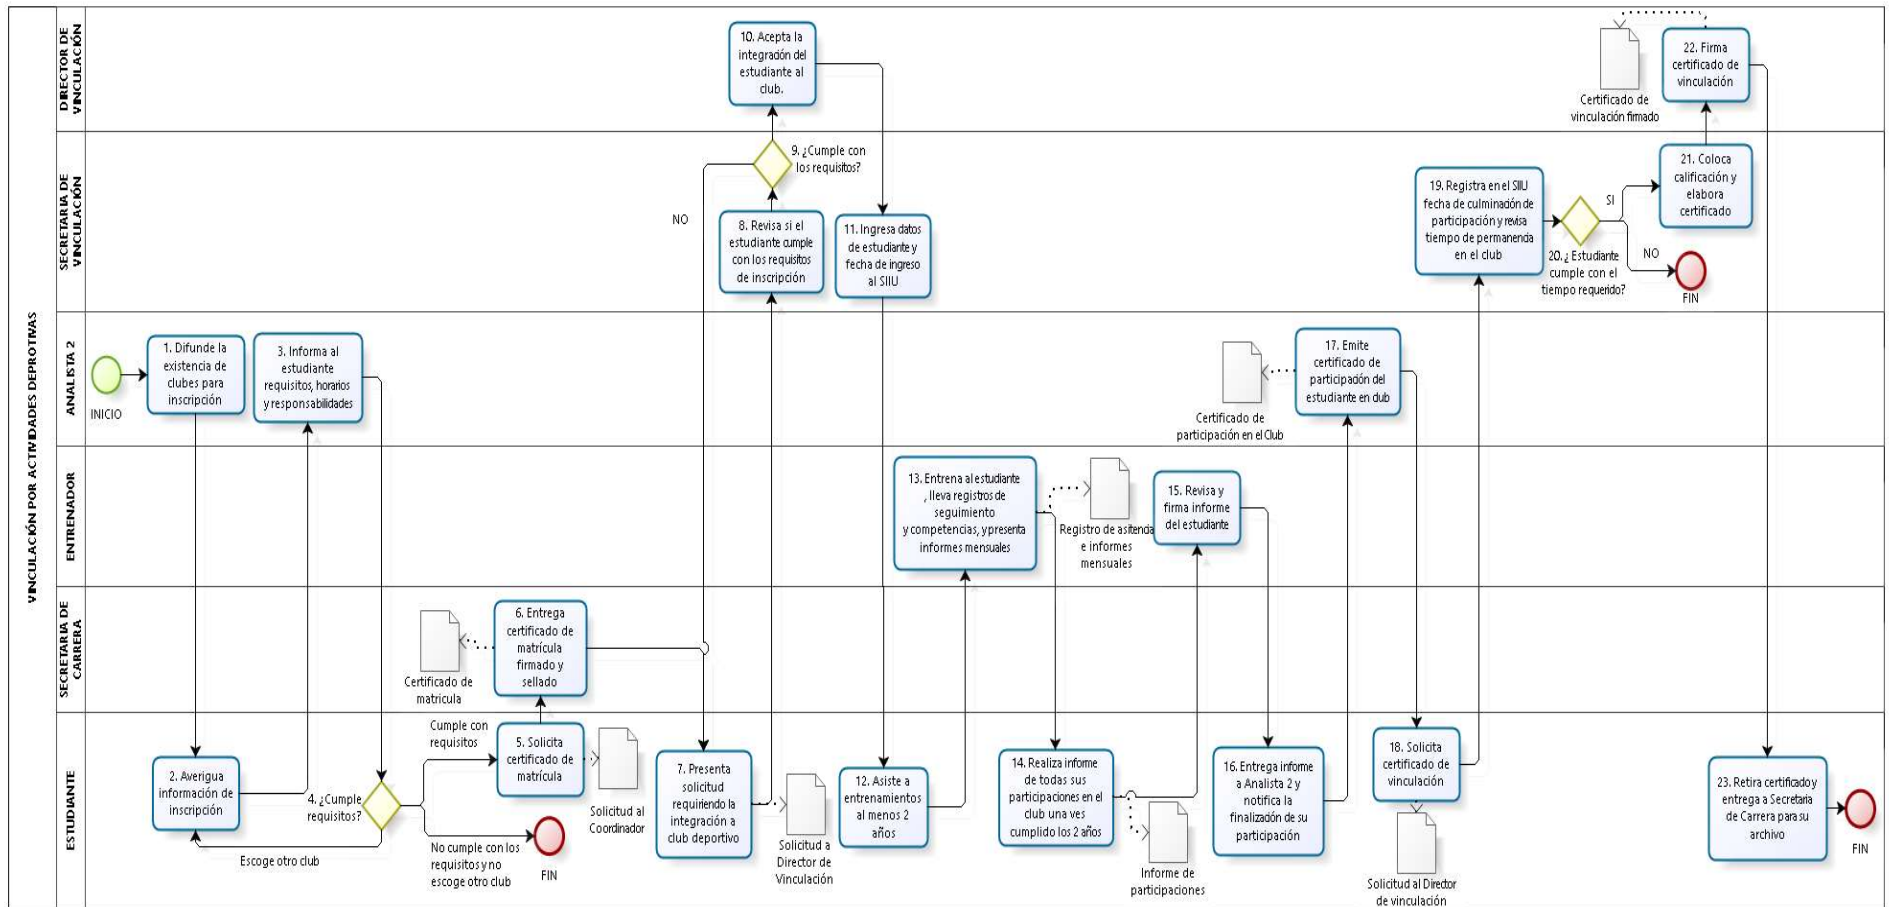 VINCULACIÓN POR ACTIVIDADES DEPROTIVAS
DIRECTOR DE
VINCULACIÓN
10. Acepta la
integración del
estudiante al
club.
22. Firma
certificado de
vinculación
Certificado de
vinculación firmado
SECRETARIA DE
VINCULACIÓN
9. ¿Cumple con
los requisitos?
NO
8. Revisa si el
estudiante cumple
con los requisitos
de inscripción
11. Ingresa datos
de estudiante y
fecha de ingreso
al SIIU
19. Registra en el SIIU
fecha de culminación de
participación y revisa
tiempo de permanencia
en el club
20. ¿ Estudiante
cumple con el
tiempo requerido?
SI
NO
21. Coloca
calificación y
elabora
certificado
FIN
ANALISTA 2
INICIO
1. Difunde la
existencia de
clubes para
inscripción
3. Informa al
estudiante
requisitos, horarios
y responsabilidades
17. Emite
certificado de
participación del
estudiante en club
Certificado de
participación en el Club
ENTRENADOR
13. Entrena al estudiante
, lleva registros de
seguimiento
y competencias, y presenta
informes mensuales
Registro de asitencia
e informes
mensuales
15. Revisa y
firma informe
del estudiante
SECRETARIA DE
CARRERA
Certificado de
matricula
6. Entrega
certificado de
matrícula
firmado y
sellado
ESTUDIANTE
2. Averigua
información de
inscripción
4. ¿Cumple
requisitos?
Escoge otro club
Cumple con
requisitos
No cumple con los
requisitos y no
escoge otro club
FIN
5. Solicita
certificado de
matrícula
Solicitud al
Coordinador
7. Presenta
solicitud
requiriendo la
integración a
club deportivo
Solicitud a
Director de
Vinculación
12. Asiste a
entrenamientos
al menos 2
años
14. Realiza informe
de todas sus
participaciones en el
club una ves
cumplido los 2 años
Informe de
participaciones
16. Entrega informe
a Analista 2 y
notifica la
finalización de su
participación
18. Solicita
certificado de
vinculación
Solicitud al Director
de vinculación
23. Retira certificado y
entrega a Secretaria
de Carrera para su
archivo
FIN